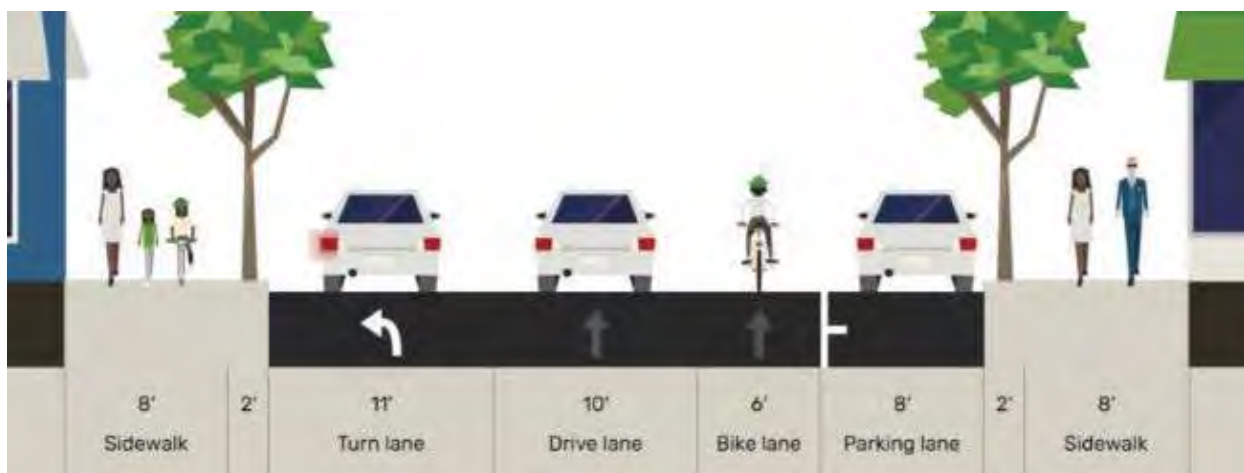 8' 2' 11' 10' 6' 8' 2' 8'
Sidewalk Turn lane Drive lane Bike lane Parking lane Sidewalk